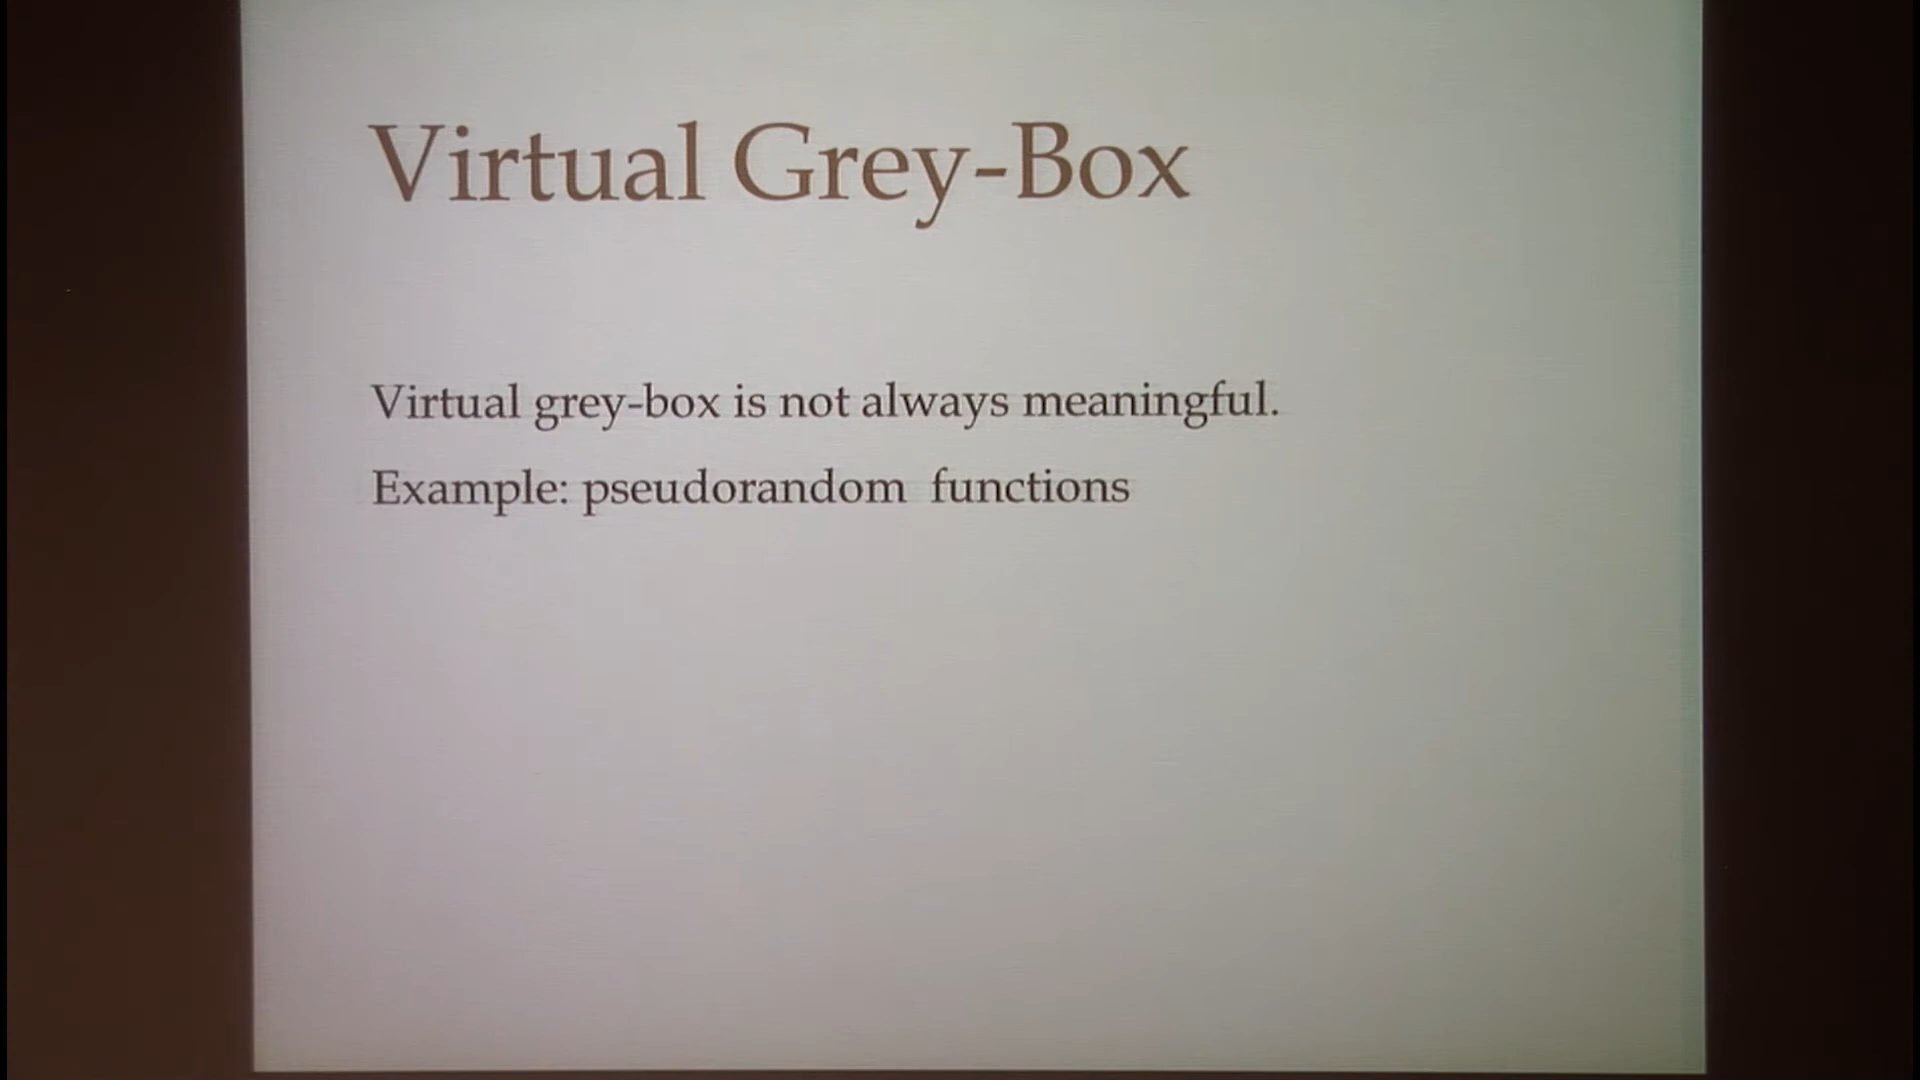 Virtual Grey-Box
Virtual grey-box is not always meaningful.
Example: pseudorandom functions